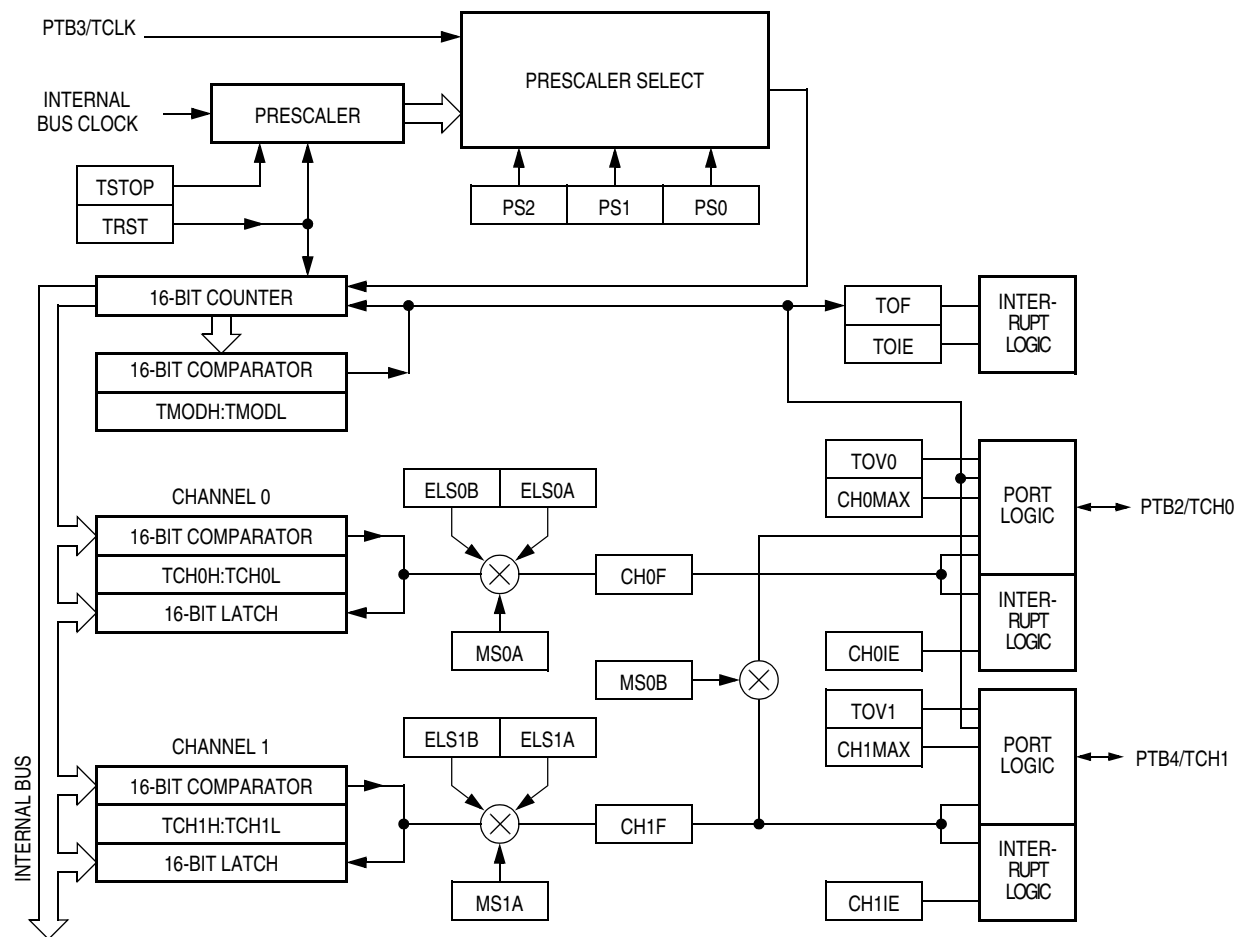 PTB3/TCLK
PRESCALER SELECT
INTERNAL
BUS CLOCK
PRESCALER
TSTOP
TRST
PS2
PS1
PS0
16-BIT COUNTER
16-BIT COMPARATOR
TMODH:TMODL
TOF
TOIE
INTER-
RUPT
LOGIC
CHANNEL 0
16-BIT COMPARATOR
TCH0H:TCH0L
16-BIT LATCH
ELS0B
ELS0A
MS0A
CH0F
TOV0
CH0MAX
PORT
LOGIC
PTB2/TCH0
INTER-
RUPT
LOGIC
CH0IE
MS0B
CHANNEL 1
16-BIT COMPARATOR
TCH1H:TCH1L
16-BIT LATCH
ELS1B
ELS1A
MS1A
CH1F
TOV1
CH1MAX
PORT
LOGIC
PTB4/TCH1
INTER-
RUPT
LOGIC
CH1IE
INTERNAL BUS